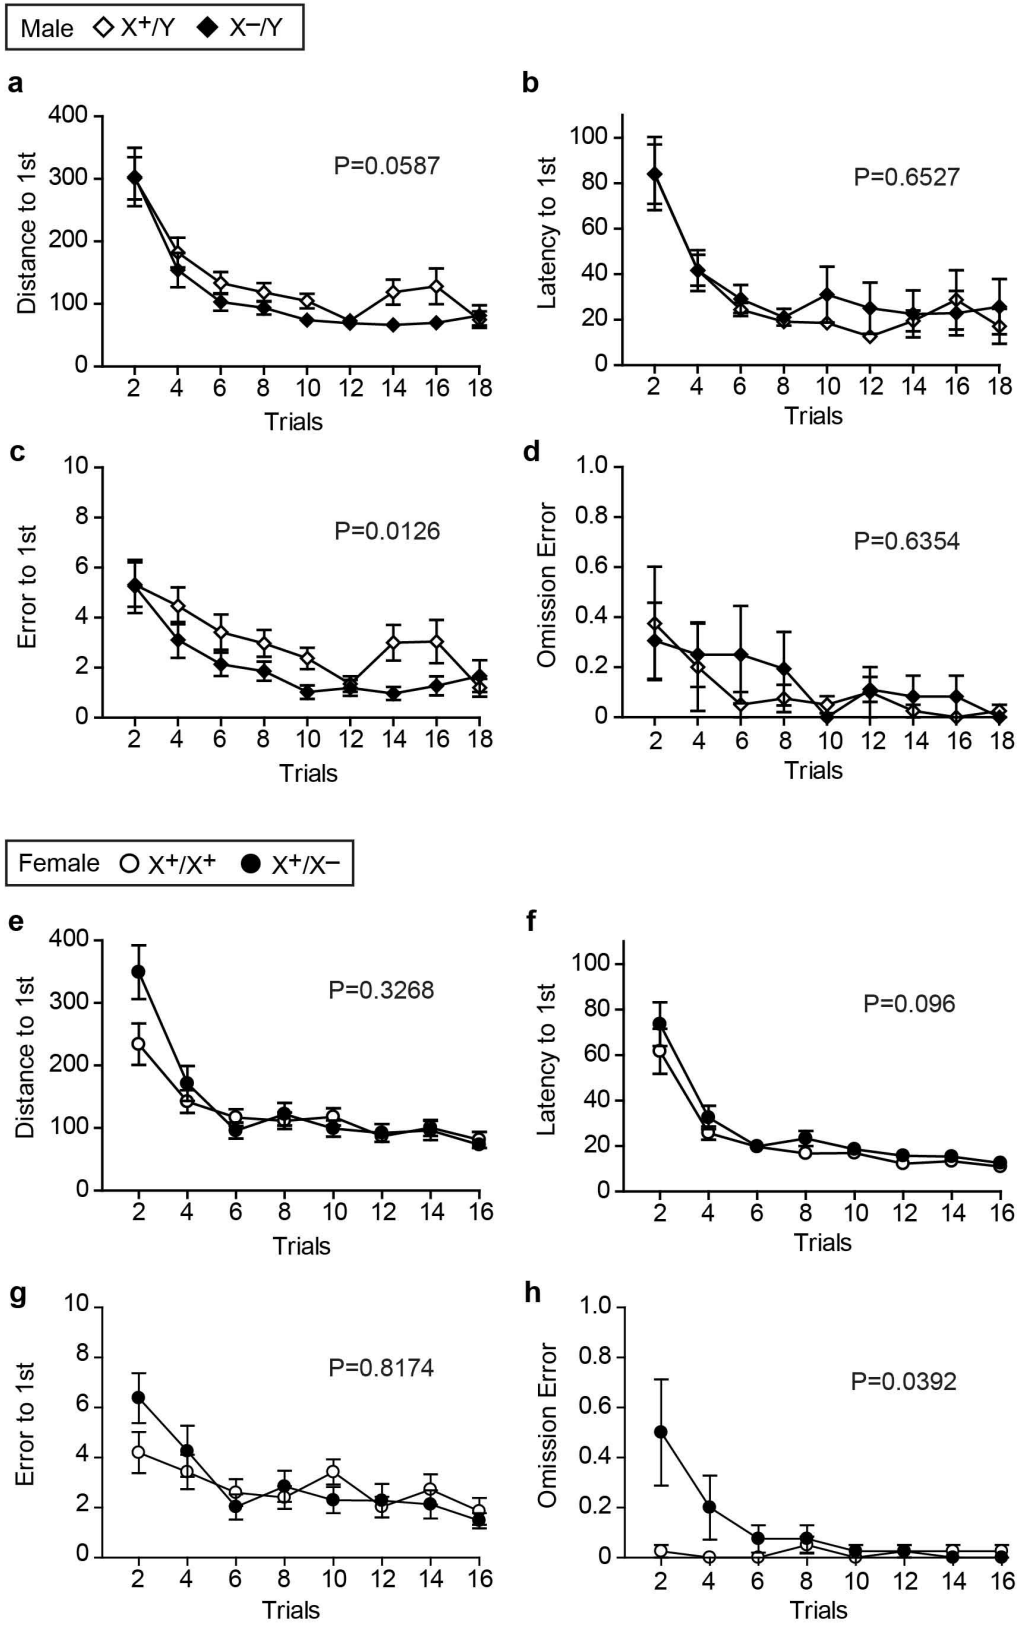 Male ◇ X+/Y ◆ X–/Y
a
400
300
200
100
0
Distance to 1st
P=0.0587
2 4 6 8 10 12 14 16 18
Trials
b
100
80
60
40
20
0
Latency to 1st
P=0.6527
2 4 6 8 10 12 14 16 18
Trials
c
10
8
6
4
2
0
Error to 1st
P=0.0126
2 4 6 8 10 12 14 16 18
Trials
d
1.0
0.8
0.6
0.4
0.2
0
Omission Error
P=0.6354
2 4 6 8 10 12 14 16 18
Trials
Female ○ X+/X+ ● X+/X–
e
400
300
200
100
0
Distance to 1st
P=0.3268
2 4 6 8 10 12 14 16
Trials
f
100
80
60
40
20
0
Latency to 1st
P=0.096
2 4 6 8 10 12 14 16
Trials
g
10
8
6
4
2
0
Error to 1st
P=0.8174
2 4 6 8 10 12 14 16
Trials
h
1.0
0.8
0.6
0.4
0.2
0
Omission Error
P=0.0392
2 4 6 8 10 12 14 16
Trials